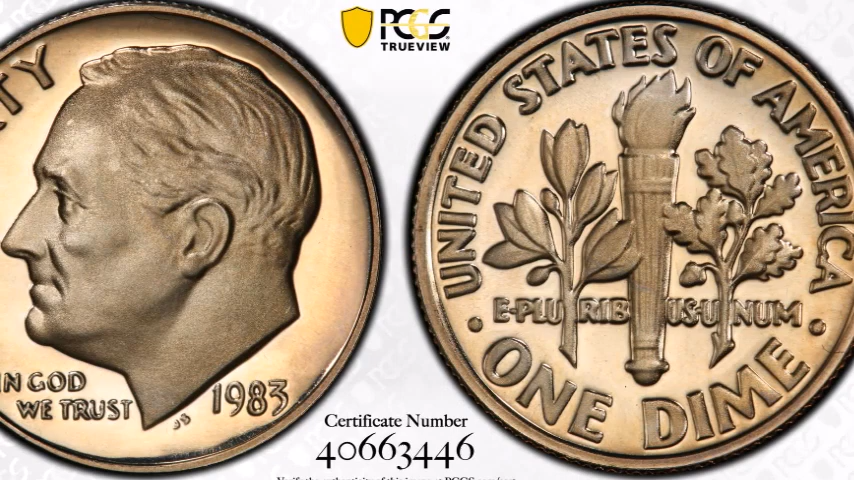 PCGS
TRUEVIEW
TY
IN GOD
WE TRUST
JS
1983
UNITED STATES OF AMERICA
E·PLURIBUS·UNUM
ONE DIME
Certificate Number
40663446